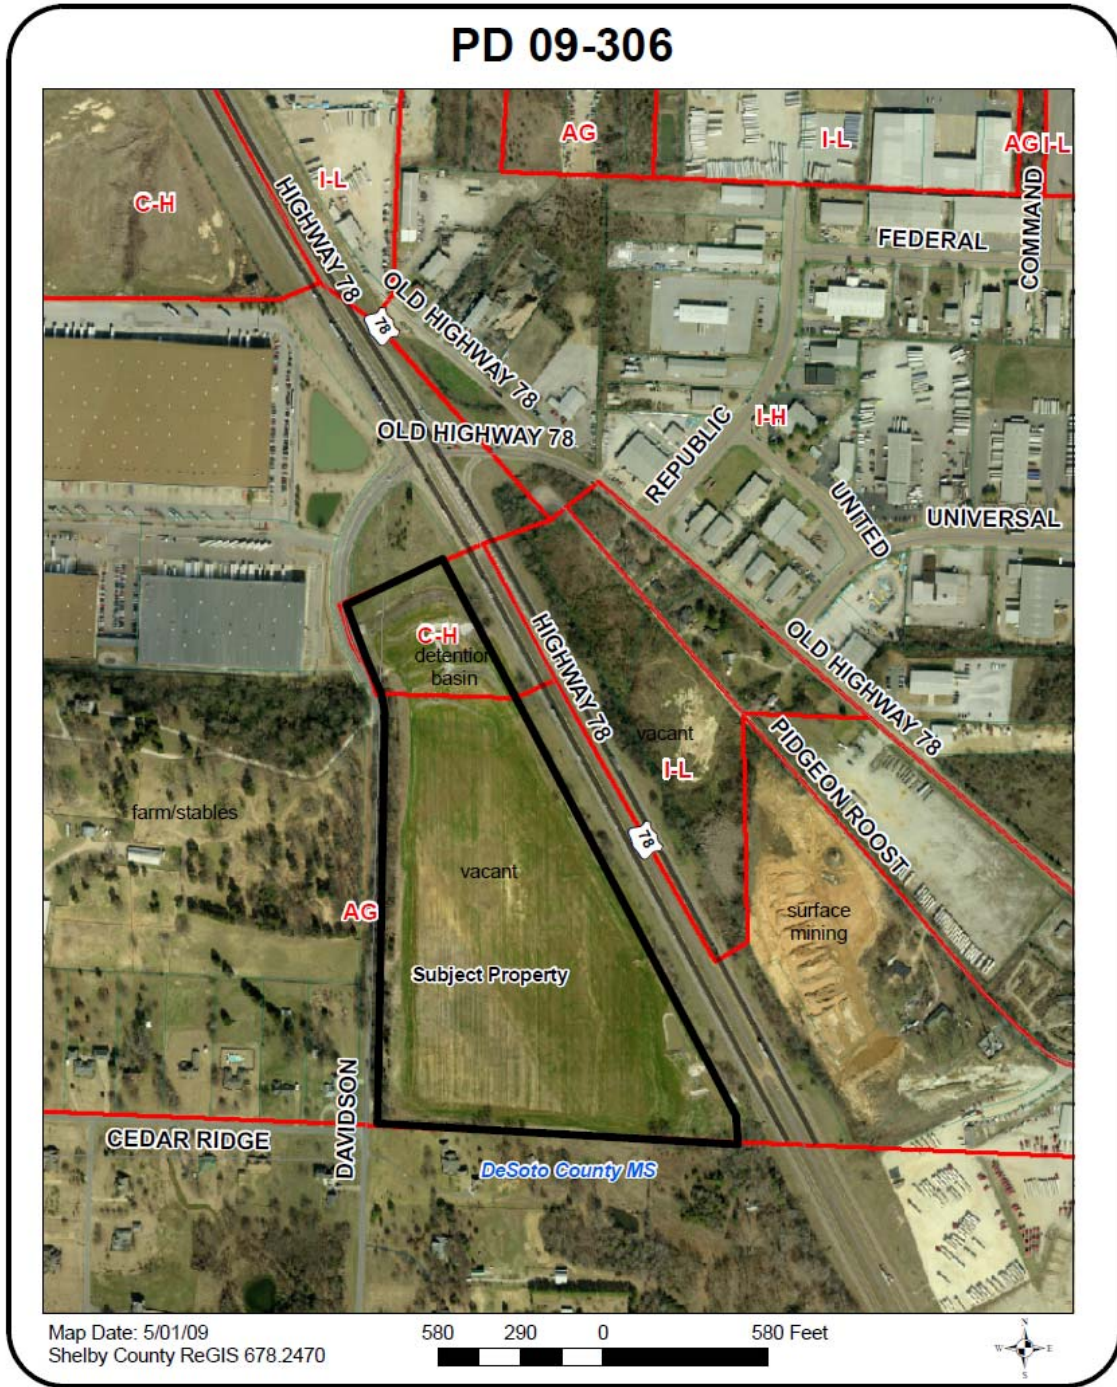 PD 09-306
AG
I-L
AG I-L
I-L
C-H
HIGHWAY 78
COMMAND
FEDERAL
OLD HIGHWAY 78
78
I-H
REPUBLIC
OLD HIGHWAY 78
UNITED
UNIVERSAL
C-H
detention
basin
HIGHWAY 78
OLD HIGHWAY 78
vacant
I-L
PIDGEON ROOST
farm/stables
78
vacant
AG
surface
mining
Subject Property
DAVIDSON
CEDAR RIDGE
DeSoto County MS
Map Date: 5/01/09
Shelby County ReGIS 678.2470
580 290 0 580 Feet
N
W E
S